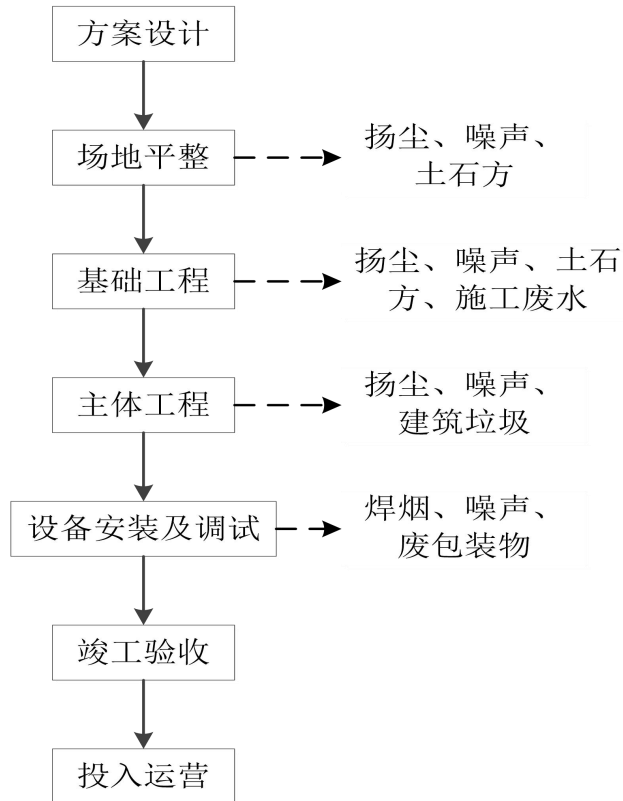 方案设计
场地平整
扬尘、噪声、
土石方
基础工程
扬尘、噪声、土石
方、施工废水
主体工程
扬尘、噪声、
建筑垃圾
设备安装及调试
焊烟、噪声、
废包装物
竣工验收
投入运营